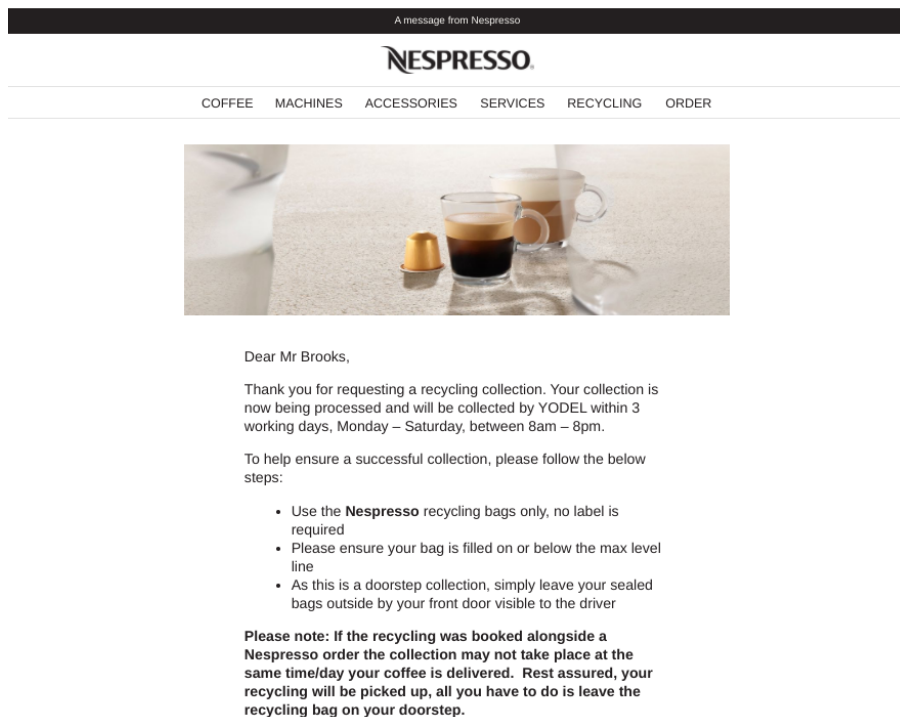 A message from Nespresso
NESPRESSO®
COFFEE MACHINES ACCESSORIES SERVICES RECYCLING ORDER
Dear Mr Brooks,
Thank you for requesting a recycling collection. Your collection is
now being processed and will be collected by YODEL within 3
working days, Monday – Saturday, between 8am – 8pm.
To help ensure a successful collection, please follow the below
steps:
• Use the Nespresso recycling bags only, no label is
required
• Please ensure your bag is filled on or below the max level
line
• As this is a doorstep collection, simply leave your sealed
bags outside by your front door visible to the driver
Please note: If the recycling was booked alongside a
Nespresso order the collection may not take place at the
same time/day your coffee is delivered.  Rest assured, your
recycling will be picked up, all you have to do is leave the
recycling bag on your doorstep.